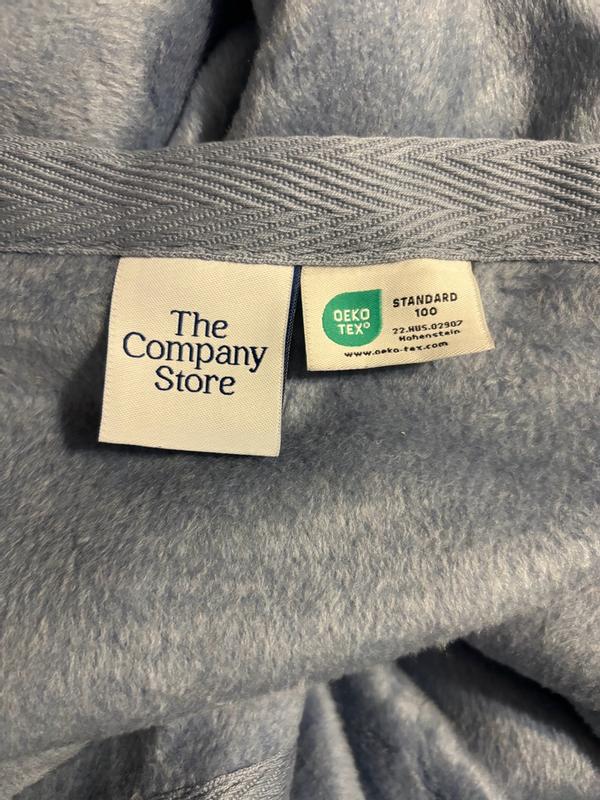 The
Company
Store
OEKO
TEX®
STANDARD
100
22.HUS.02907
Hohenstein
www.oeko-tex.com